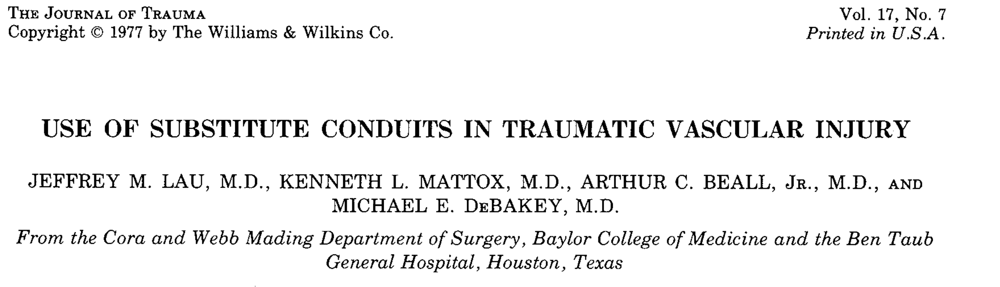 THE JOURNAL OF TRAUMA
Copyright © 1977 by The Williams & Wilkins Co.
Vol. 17, No. 7
Printed in U.S.A.
USE OF SUBSTITUTE CONDUITS IN TRAUMATIC VASCULAR INJURY
JEFFREY M. LAU, M.D., KENNETH L. MATTOX, M.D., ARTHUR C. BEALL, JR., M.D., AND
MICHAEL E. DEBAKEY, M.D.
From the Cora and Webb Mading Department of Surgery, Baylor College of Medicine and the Ben Taub
General Hospital, Houston, Texas